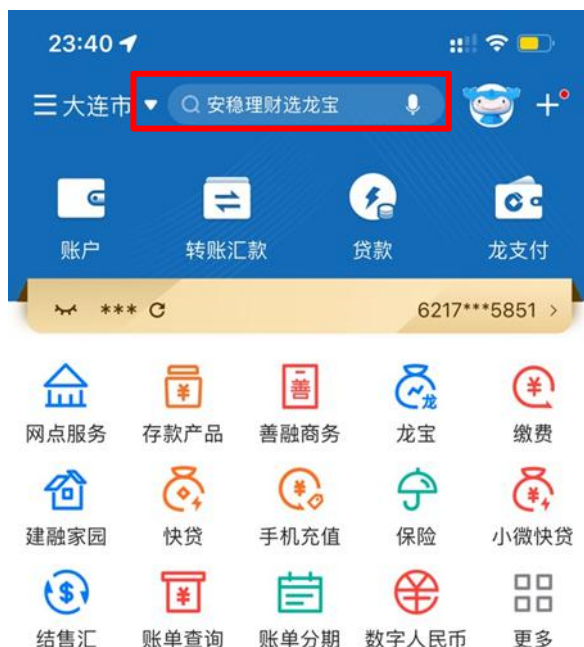 23:40
大连市 安稳理财选龙宝
账户 转账汇款 贷款 龙支付
*** 6217***5851 >
网点服务 存款产品 善融商务 龙宝 缴费
建融家园 快贷 手机充值 保险 小微快贷
结售汇 账单查询 账单分期 数字人民币 更多